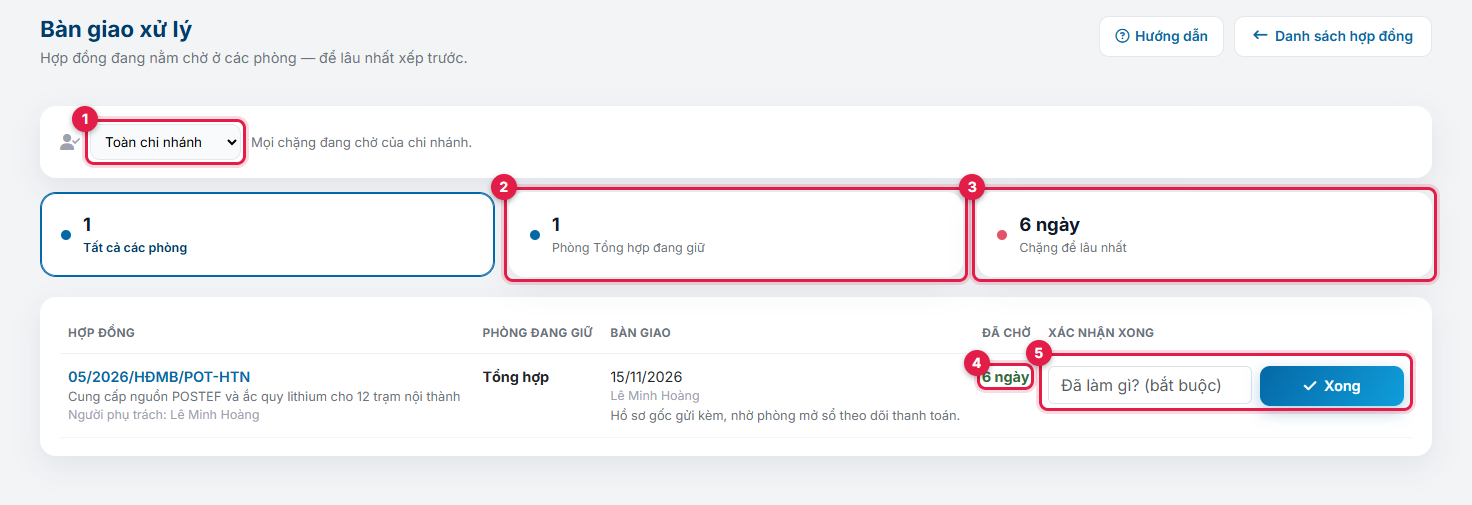 Bàn giao xử lý
Hợp đồng đang nằm chờ ở các phòng — để lâu nhất xếp trước.
Hướng dẫn
← Danh sách hợp đồng
1
Toàn chi nhánh
Mọi chặng đang chờ của chi nhánh.
2
3
1
Tất cả các phòng
1
Phòng Tổng hợp đang giữ
6 ngày
Chặng để lâu nhất
HỢP ĐỒNG
PHÒNG ĐANG GIỮ
BÀN GIAO
ĐÃ CHỜ
XÁC NHẬN XONG
4
5
05/2026/HĐMB/POT-HTN
Cung cấp nguồn POSTEF và ắc quy lithium cho 12 trạm nội thành
Người phụ trách: Lê Minh Hoàng
Tổng hợp
15/11/2026
Lê Minh Hoàng
Hồ sơ gốc gửi kèm, nhờ phòng mở sổ theo dõi thanh toán.
6 ngày
Đã làm gì? (bắt buộc)
Xong